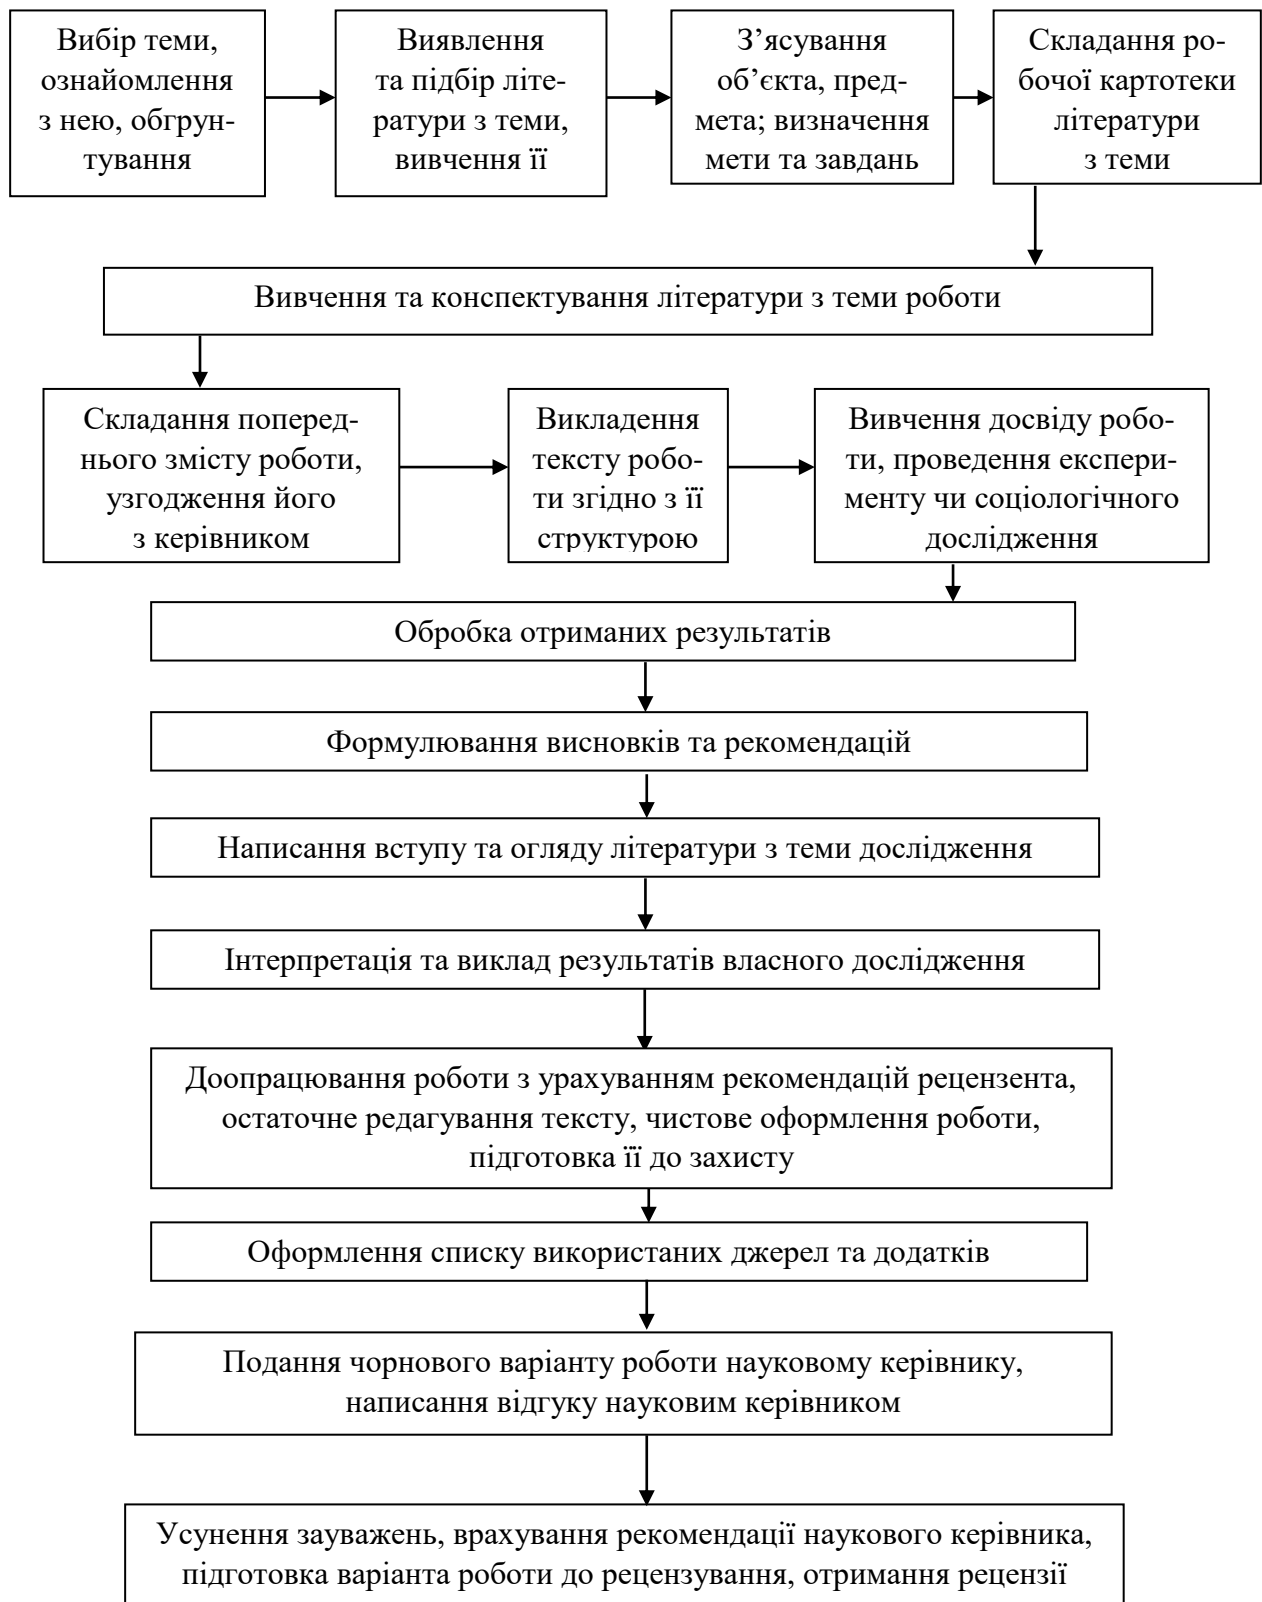 Вибір теми,
ознайомлення
з нею, обгрун-
тування
Виявлення
та підбір літе-
ратури з теми,
вивчення її
З’ясування
об’єкта, пред-
мета; визначення
мети та завдань
Складання ро-
бочої картотеки
літератури
з теми
Вивчення та конспектування літератури з теми роботи
Складання поперед-
нього змісту роботи,
узгодження його
з керівником
Викладення
тексту робо-
ти згідно з її
структурою
Вивчення досвіду робо-
ти, проведення експери-
менту чи соціологічного
дослідження
Обробка отриманих результатів
Формулювання висновків та рекомендацій
Написання вступу та огляду літератури з теми дослідження
Інтерпретація та виклад результатів власного дослідження
Доопрацювання роботи з урахуванням рекомендацій рецензента,
остаточне редагування тексту, чистове оформлення роботи,
підготовка її до захисту
Оформлення списку використаних джерел та додатків
Подання чорнового варіанту роботи науковому керівнику,
написання відгуку науковим керівником
Усунення зауважень, врахування рекомендації наукового керівника,
підготовка варіанта роботи до рецензування, отримання рецензії